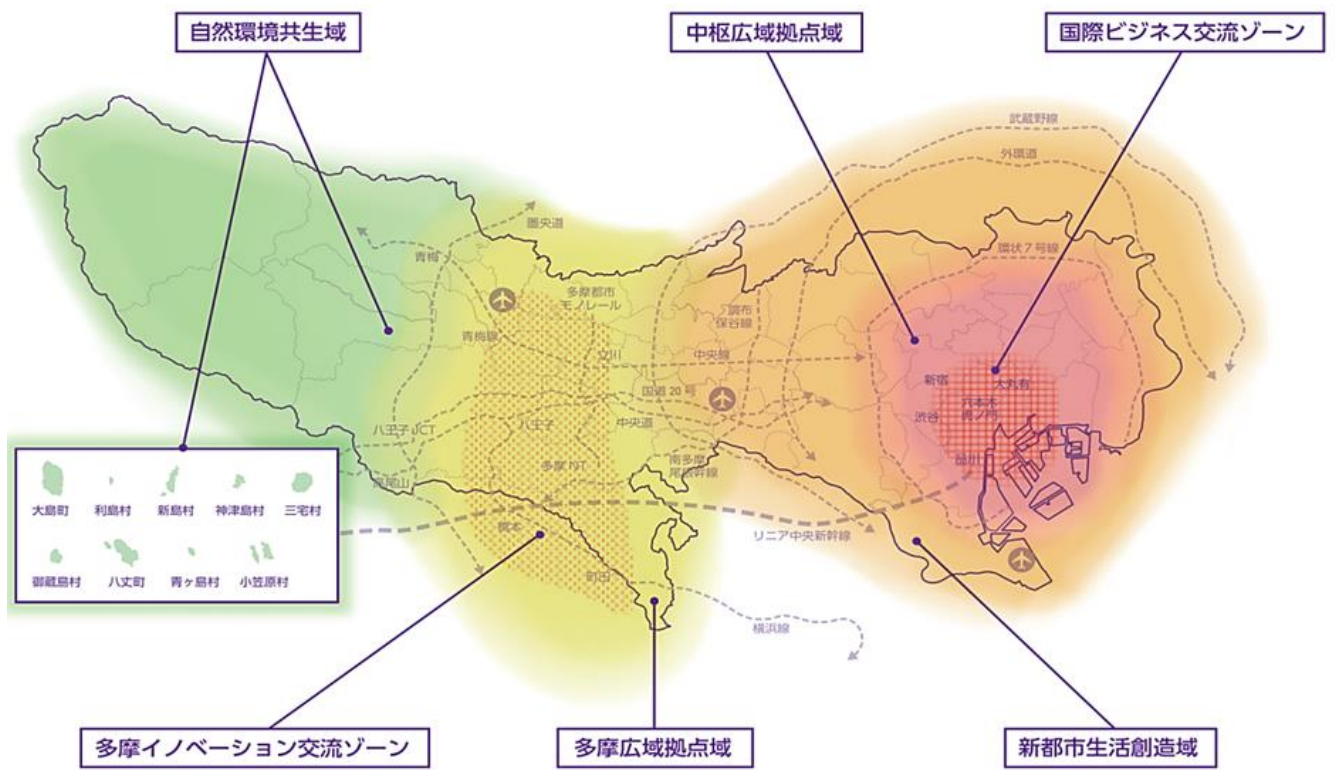 自然環境共生域
中枢広域拠点域
国際ビジネス交流ゾーン
武蔵野線
外環道
圏央道
環状7号線
青梅
多摩都市
モノレール
調布
保谷線
青梅線
立川
中央線
新宿
大丸有
国道20号
六本木
虎ノ門
渋谷
八王子JCT
八王子
中央道
品川
多摩NT
南多摩
尾根幹線
高尾山
大島町
利島村
新島村
神津島村
三宅村
橋本
リニア中央新幹線
御蔵島村
八丈町
青ヶ島村
小笠原村
町田
横浜線
多摩イノベーション交流ゾーン
多摩広域拠点域
新都市生活創造域